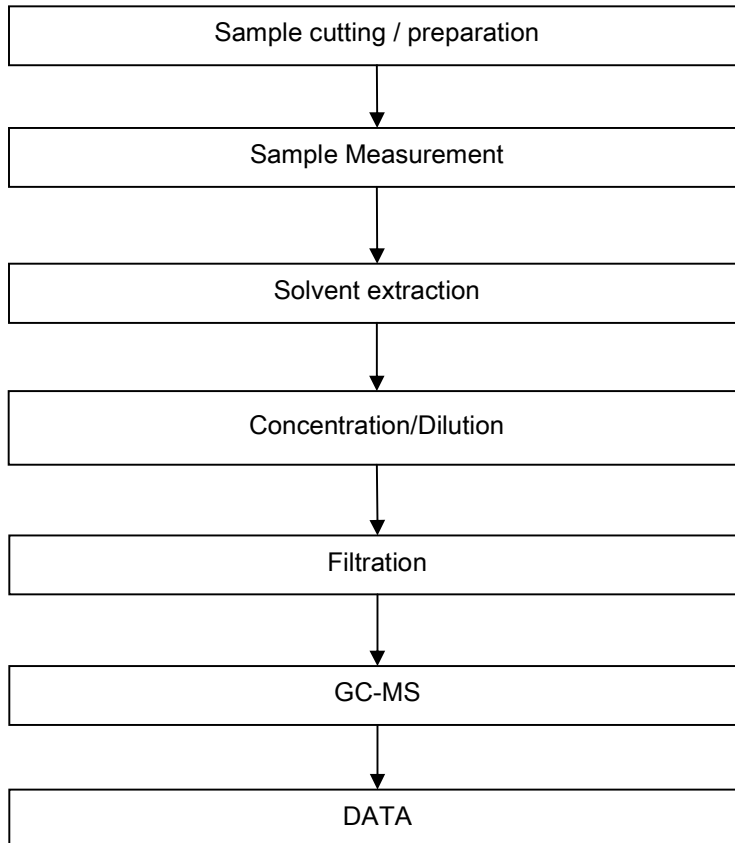 Sample cutting / preparation
Sample Measurement
Solvent extraction
Concentration/Dilution
Filtration
GC-MS
DATA